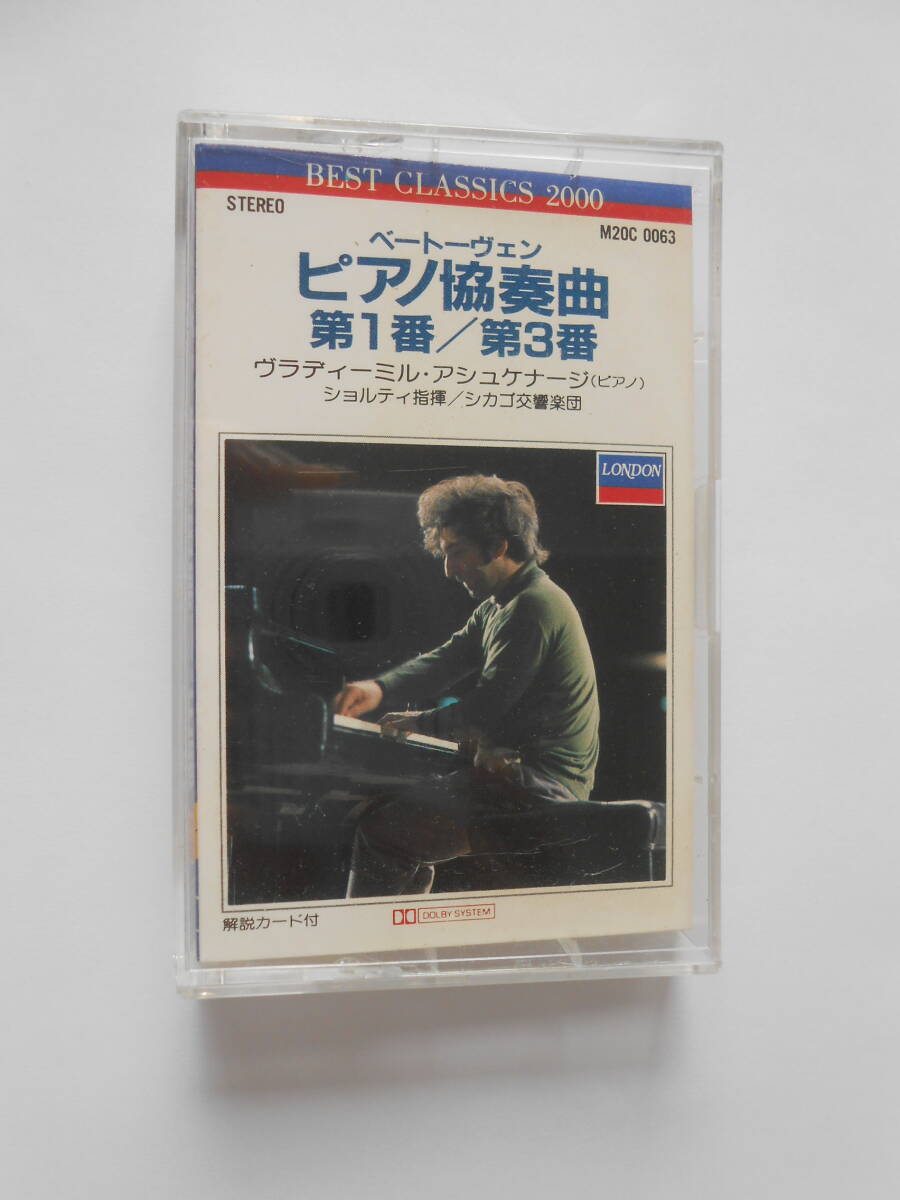 BEST CLASSICS 2000
STEREO
M20C 0063
ベートーヴェン
ピアノ協奏曲
第1番／第3番
ヴラディーミル・アシュケナージ(ピアノ)
ショルティ指揮／シカゴ交響楽団
LONDON
解説カード付
DOLBY SYSTEM